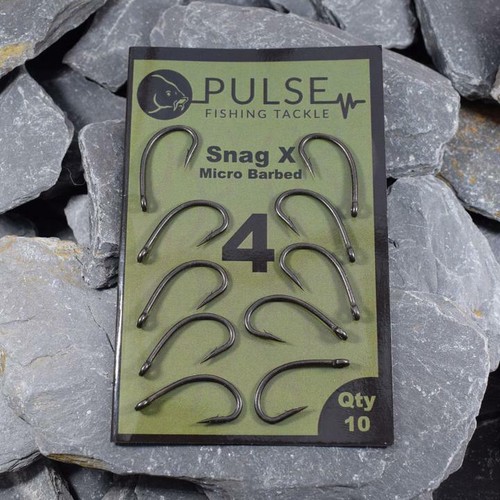 PULSE
FISHING TACKLE
Snag X
Micro Barbed
4
Qty
10